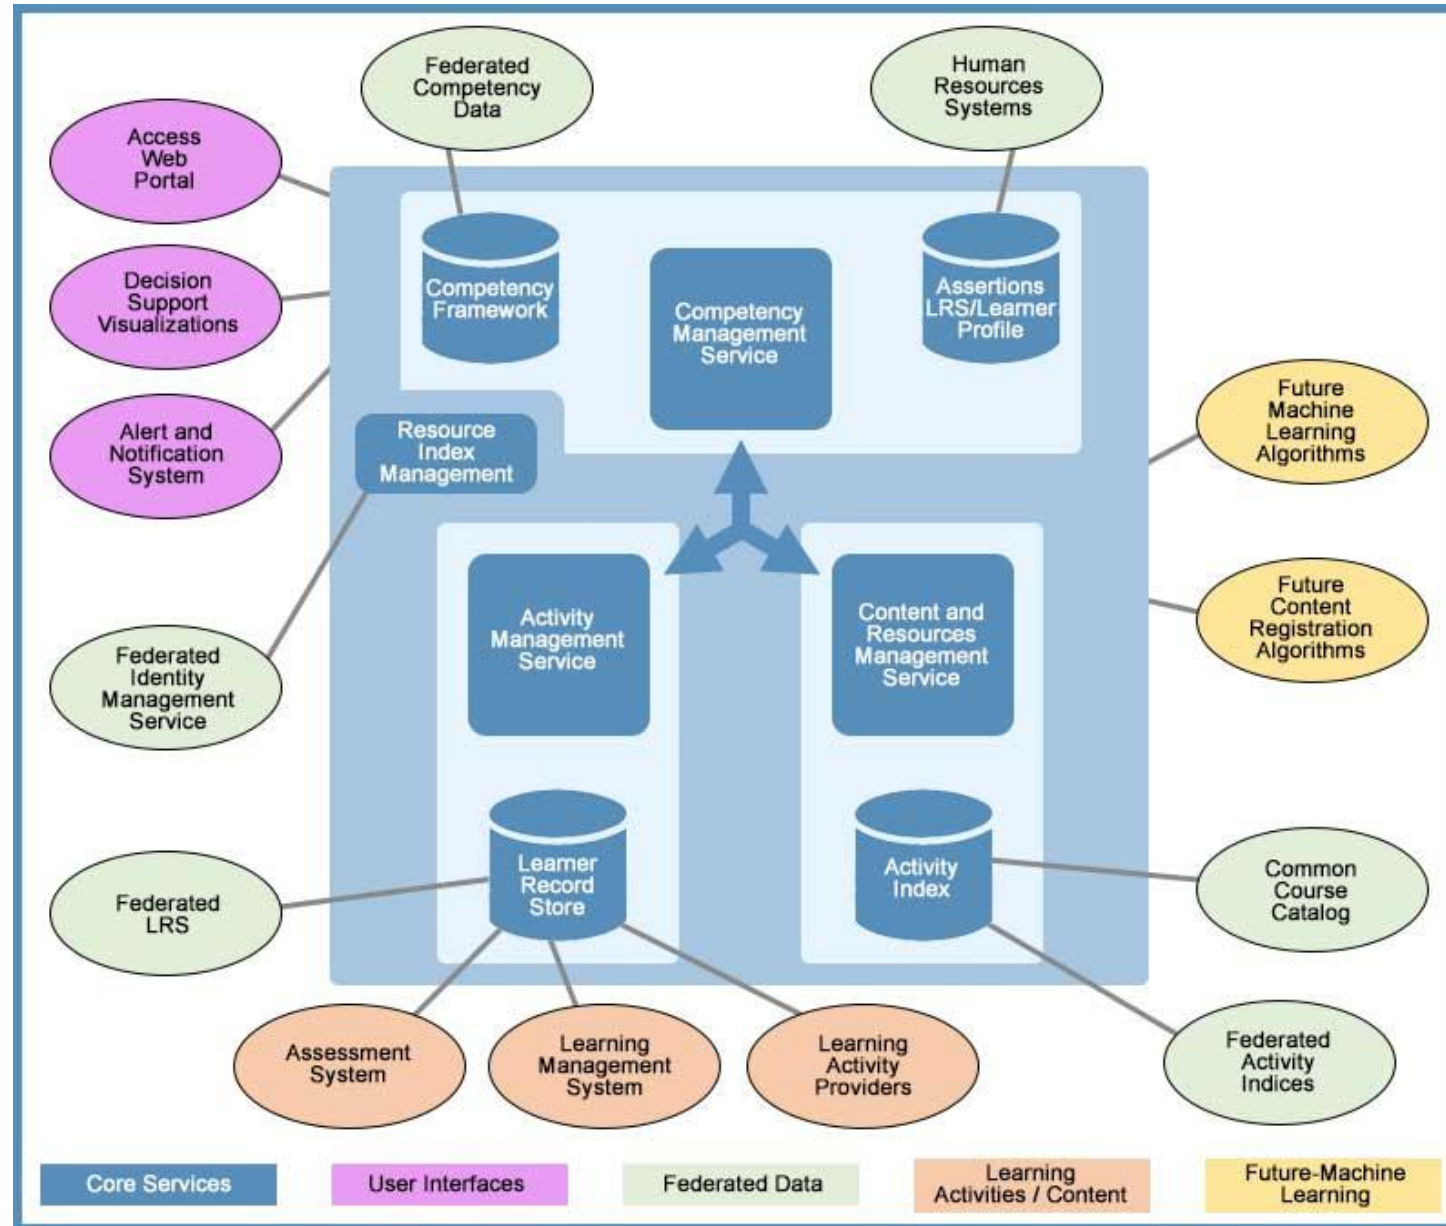 Federated
Competency
Data
Human
Resources
Systems
Access
Web
Portal
Decision
Support
Visualizations
Alert and
Notification
System
Competency
Framework
Competency
Management
Service
Assertions
LRS/Learner
Profile
Resource
Index
Management
Future
Machine
Learning
Algorithms
Activity
Management
Service
Content and
Resources
Management
Service
Future
Content
Registration
Algorithms
Federated
Identity
Management
Service
Federated
LRS
Learner
Record
Store
Activity
Index
Common
Course
Catalog
Assessment
System
Learning
Management
System
Learning
Activity
Providers
Federated
Activity
Indices
Core Services
User Interfaces
Federated Data
Learning
Activities / Content
Future-Machine
Learning